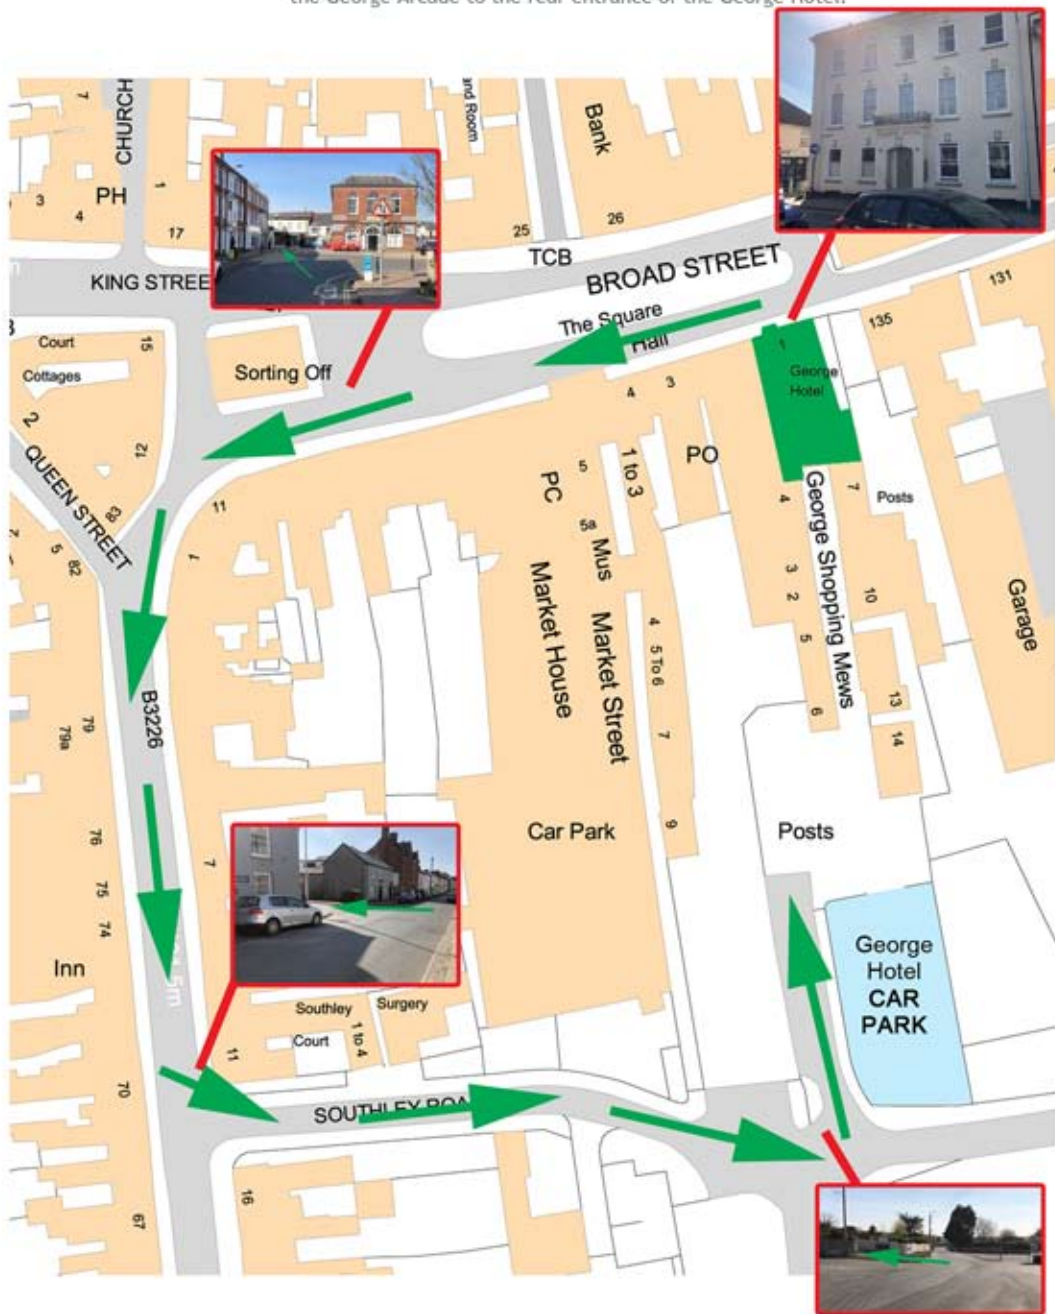 the George Arcade to the rear entrance of the George Hotel.
CHURCH
7
and Room
Bank
PH
3
4
1
17
25
26
TCB
BROAD STREET
KING STREE
The Square
Hall
131
135
1
George
Hotel
Court
Cottages
15
Sorting Off
2
12
QUEEN STREET
83
5
82
11
1
4
3
PO
PC
5
1 to 3
5a
Mus
Market House
Market Street
4
5 To 6
7
9
George Shopping Mews
4
7
Posts
3
2
10
5
6
13
14
Garage
B3226
79
79a
76
75
74
7
Car Park
Posts
Inn
5m
George
Hotel
CAR
PARK
Southley
Court
1 to 4
Surgery
11
70
SOUTHLEY ROA
16
67